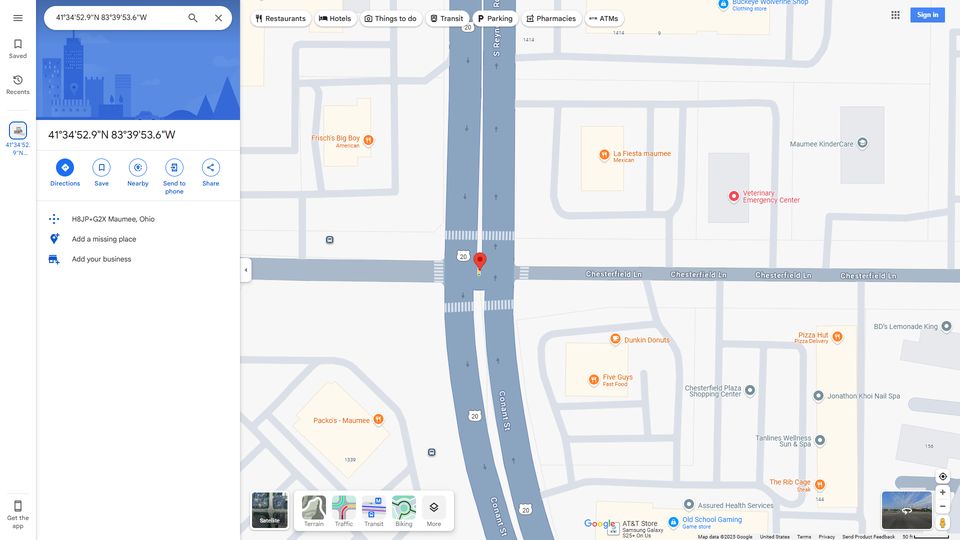 41°34'52.9"N 83°39'53.6"W
Restaurants
Hotels
Things to do
Transit
Parking
Pharmacies
ATMs
Sign in
Saved
Recents
41°34'52.
9"N...
Get the
app
41°34'52.9"N 83°39'53.6"W
Directions
Save
Nearby
Send to
phone
Share
H8JP+G2X Maumee, Ohio
Add a missing place
Add your business
Buckeye Wolverine Shop
Clothing store
20
S Reyn
Re
1414
1414
9
Frisch's Big Boy
American
La Fiesta maumee
Mexican
Maumee KinderCare
Veterinary
Emergency Center
20
Chesterfield Ln
Chesterfield Ln
Chesterfield Ln
Chesterfield Ln
BD's Lemonade King
Pizza Hut
Pizza Delivery
Dunkin Donuts
Five Guys
Fast Food
Chesterfield Plaza
Shopping Center
Jonathon Khoi Nail Spa
Conant St
20
Packo's - Maumee
1339
Tanlines Wellness
Sun & Spa
156
The Rib Cage
Steak
144
Assured Health Services
Conant St
20
AT&T Store
Samsung Galaxy
S25+ On Us
Old School Gaming
Game store
Satellite
Terrain
Traffic
Transit
Biking
More
Google
Map data ©2025 Google
United States
Terms
Privacy
Send Product Feedback
50 ft